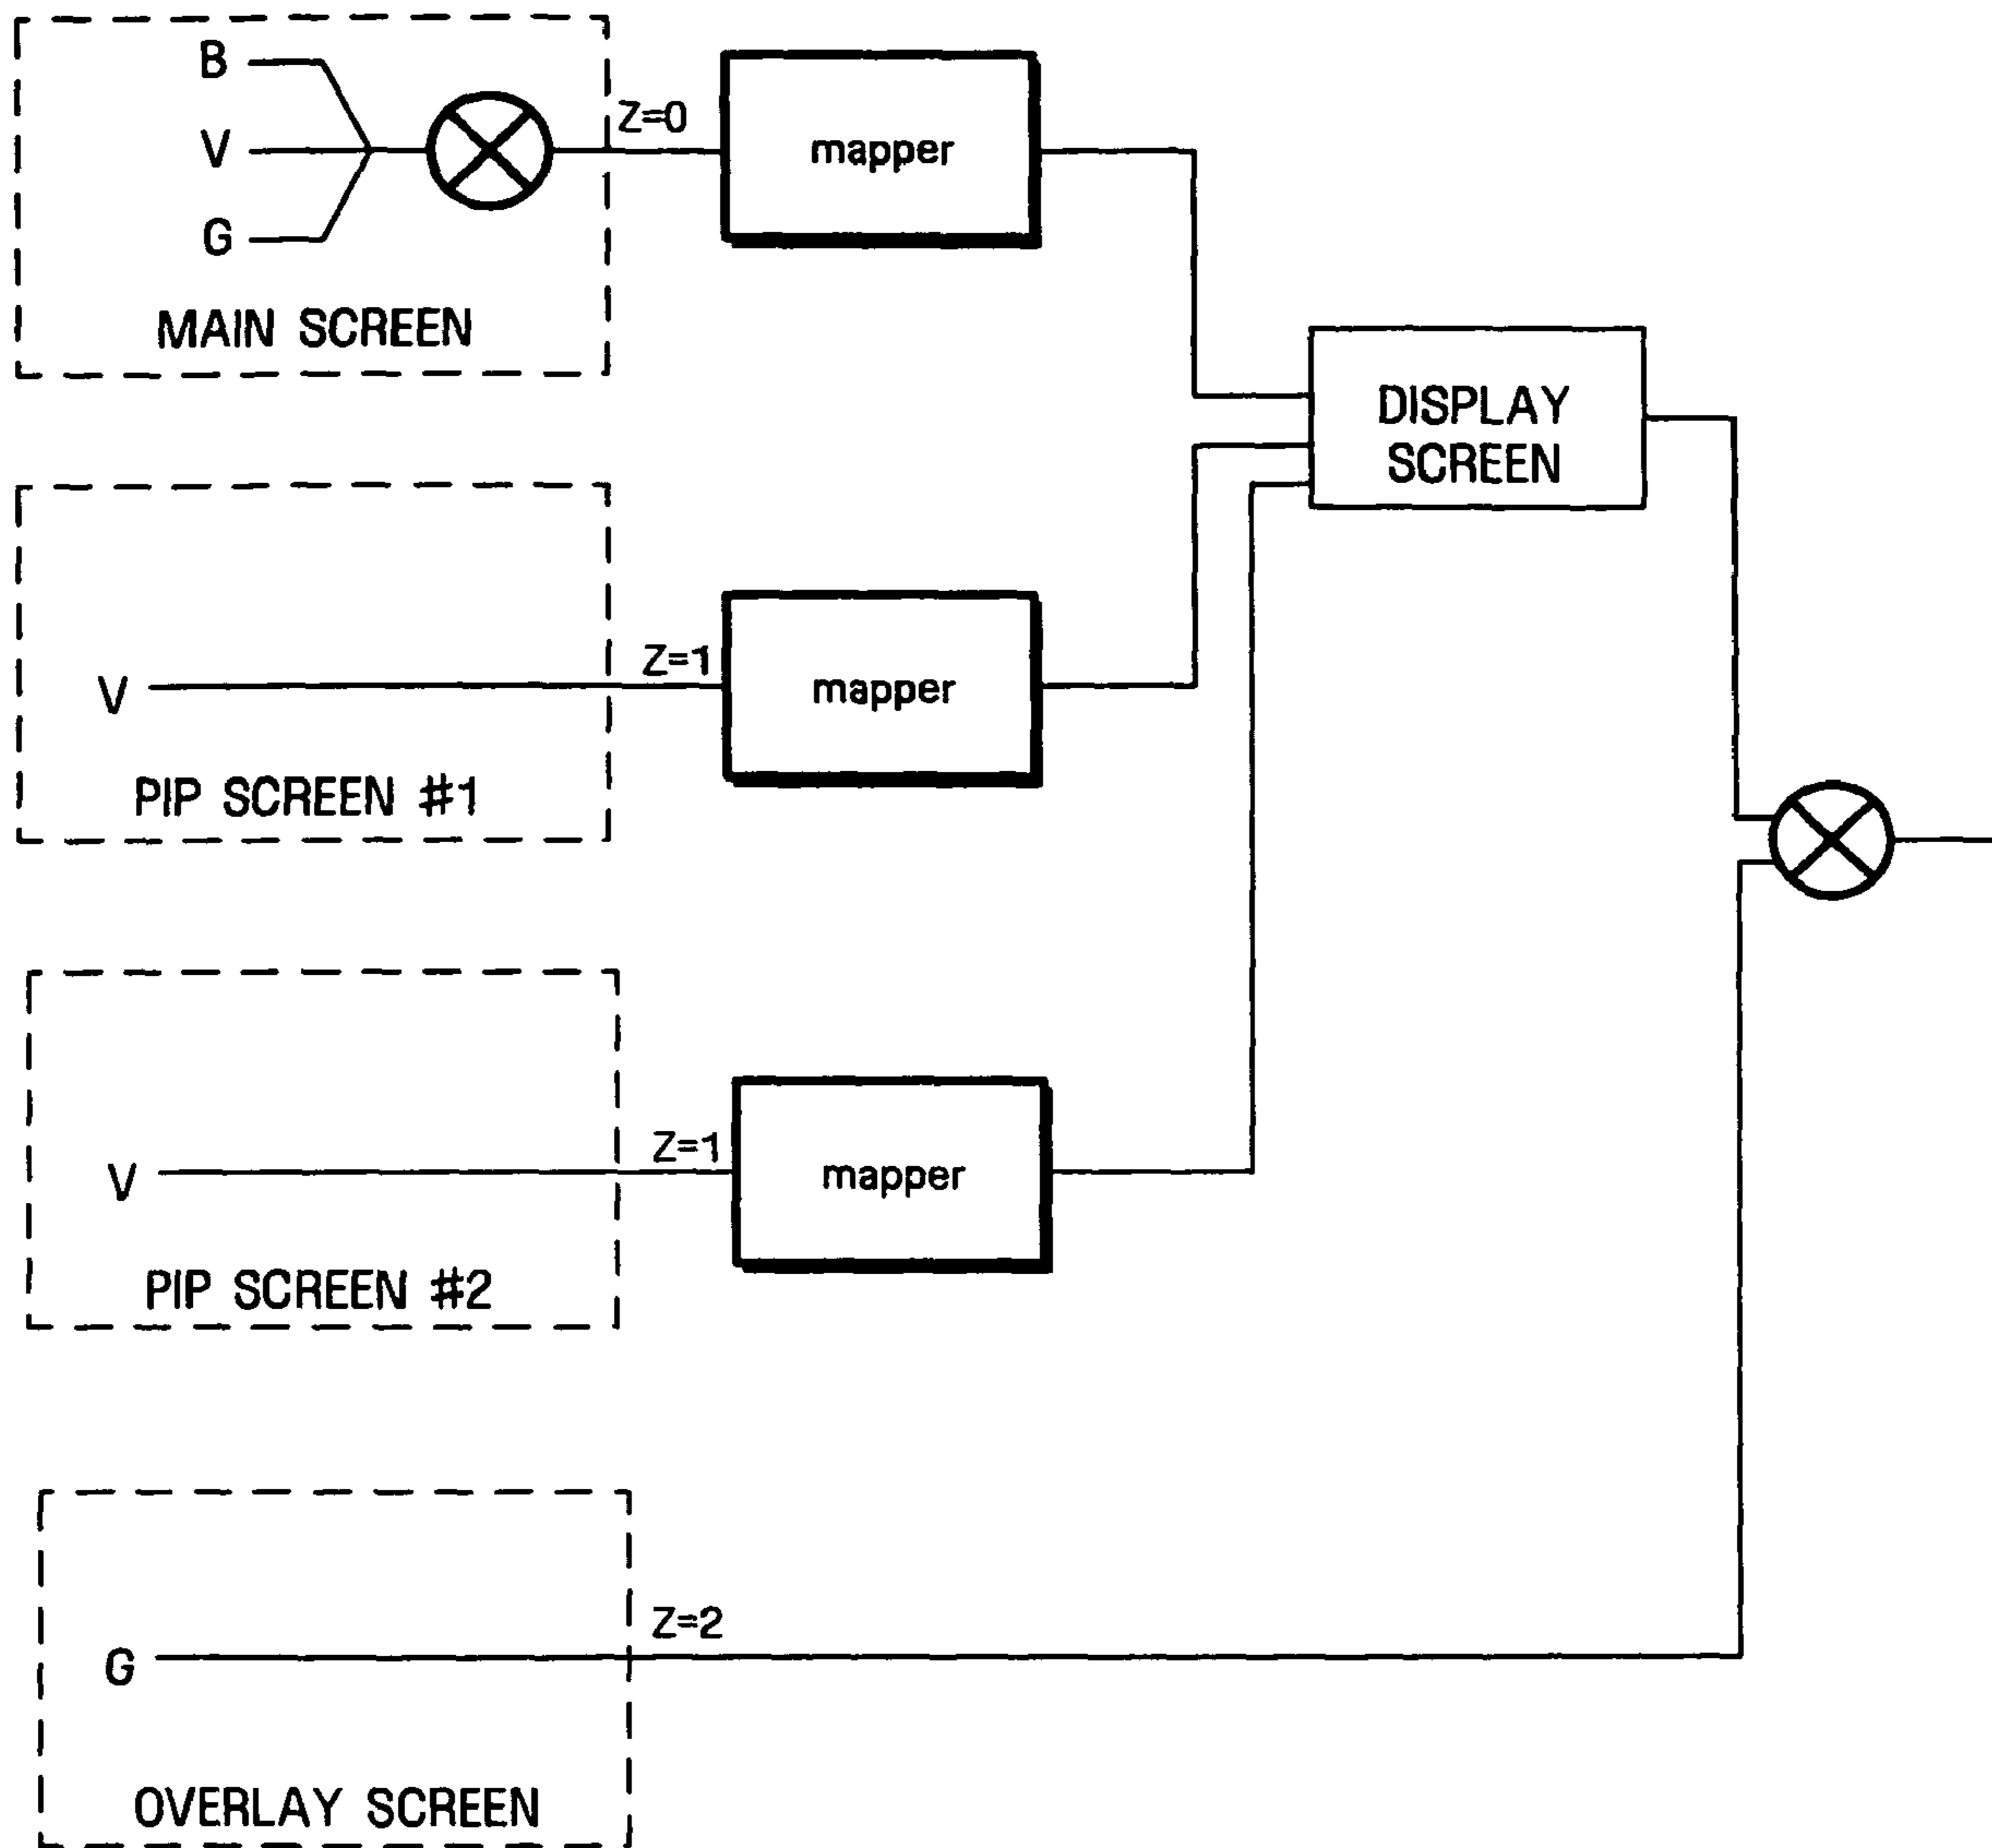 B
V
G
Z=0
mapper
MAIN SCREEN
DISPLAY
SCREEN
Z=1
V
mapper
PIP SCREEN #1
Z=1
V
mapper
PIP SCREEN #2
Z=2
G
OVERLAY SCREEN